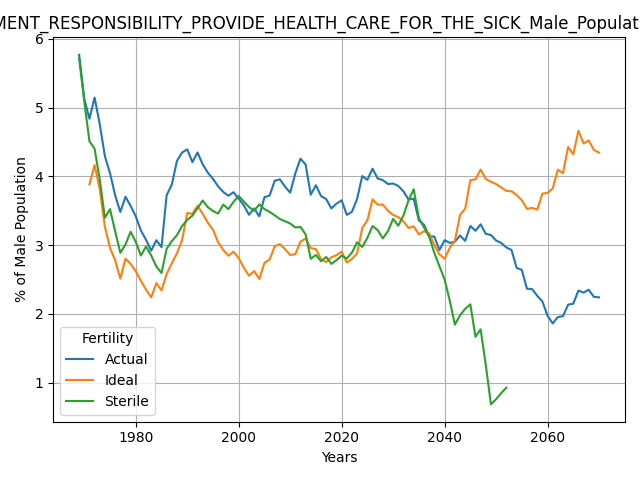 MENT_RESPONSIBILITY_PROVIDE_HEALTH_CARE_FOR_THE_SICK_Male_Populat
6
5
4
3
2
1
% of Male Population
Fertility
Actual
Ideal
Sterile
1980 2000 2020 2040 2060
Years